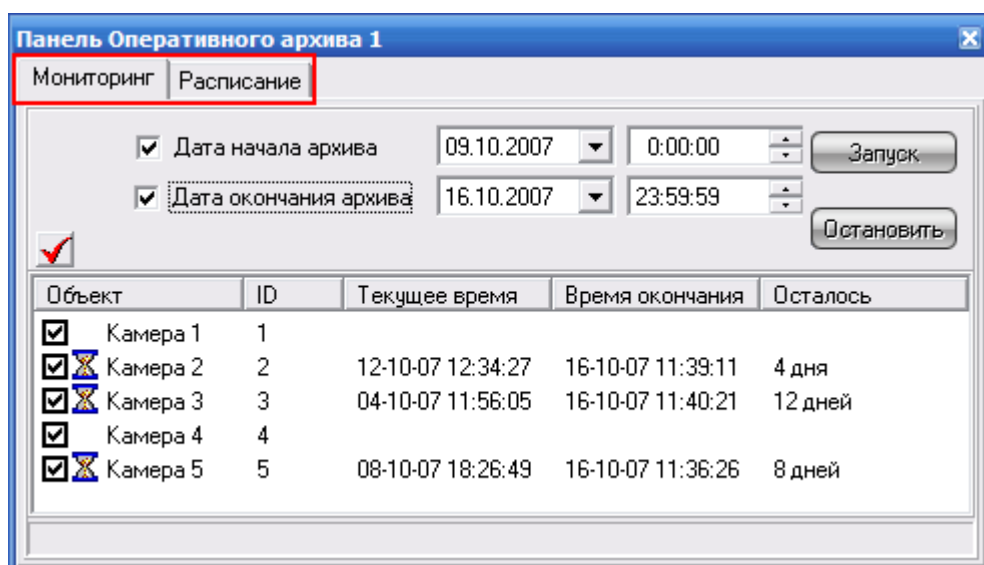 Панель Оперативного архива 1
Мониторинг Расписание
Дата начала архива 09.10.2007 0:00:00 Запуск
Дата окончания архива 16.10.2007 23:59:59
Остановить
Объект ID Текущее время Время окончания Осталось
Камера 1 1
Камера 2 2 12-10-07 12:34:27 16-10-07 11:39:11 4 дня
Камера 3 3 04-10-07 11:56:05 16-10-07 11:40:21 12 дней
Камера 4 4
Камера 5 5 08-10-07 18:26:49 16-10-07 11:36:26 8 дней